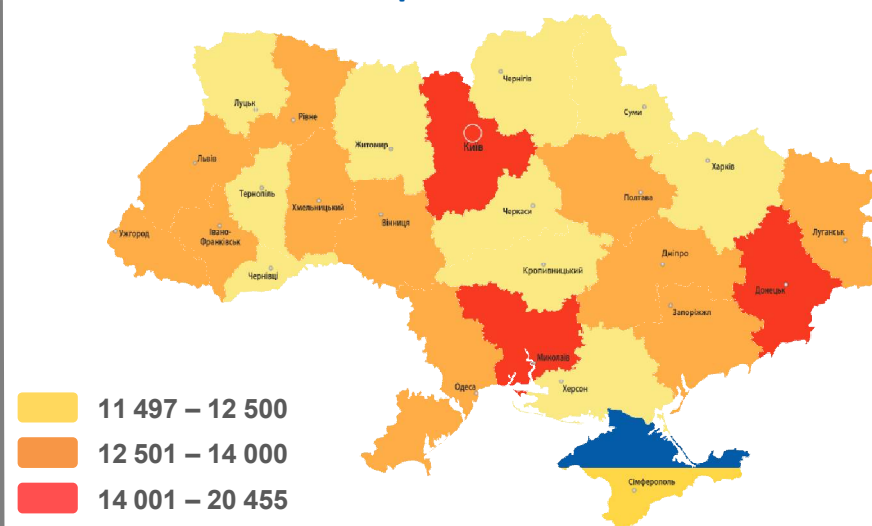 Чернігів
Луцьк
Суми
Рівне
Київ
Житомир
Львів
Харків
Тернопіль
Полтава
Хмельницький
Черкаси
Вінниця
Ужгород
Івано-
Франківськ
Луганськ
Дніпро
Чернівці
Кропивницький
Донецьк
Запоріжжя
Миколаїв
Одеса
Херсон
11 497 – 12 500
12 501 – 14 000
Сімферополь
14 001 – 20 455